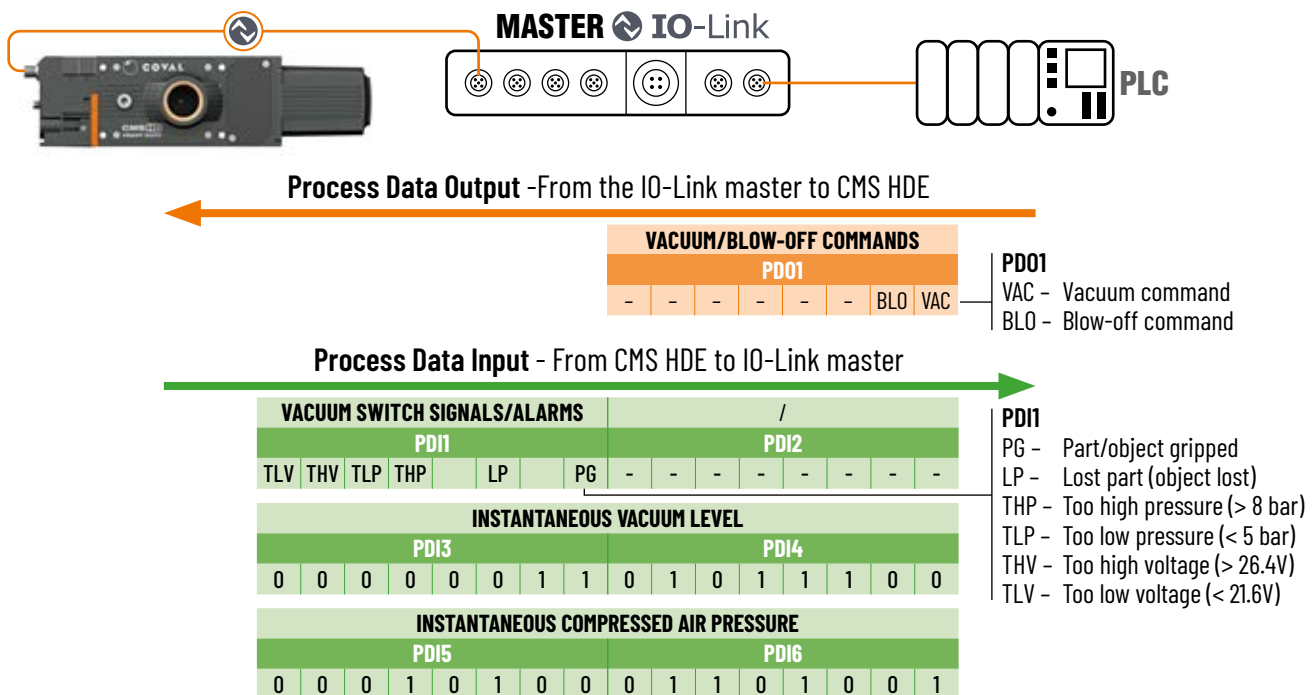 MASTER IO-Link
COVAL
CMS HD
PLC
Process Data Output -From the IO-Link master to CMS HDE
VACUUM/BLOW-OFF COMMANDS
PDO1
- - - - - - BLO VAC
PDO1
VAC – Vacuum command
BLO – Blow-off command
Process Data Input - From CMS HDE to IO-Link master
VACUUM SWITCH SIGNALS/ALARMS /
PDI1 PDI2
TLV THV TLP THP LP PG - - - - - - - -
PDI1
PG – Part/object gripped
LP – Lost part (object lost)
THP – Too high pressure (> 8 bar)
TLP – Too low pressure (< 5 bar)
THV – Too high voltage (> 26.4V)
TLV – Too low voltage (< 21.6V)
INSTANTANEOUS VACUUM LEVEL
PDI3 PDI4
0 0 0 0 0 0 1 1 0 1 0 1 1 1 0 0
INSTANTANEOUS COMPRESSED AIR PRESSURE
PDI5 PDI6
0 0 0 1 0 1 0 0 0 1 1 0 1 0 0 1